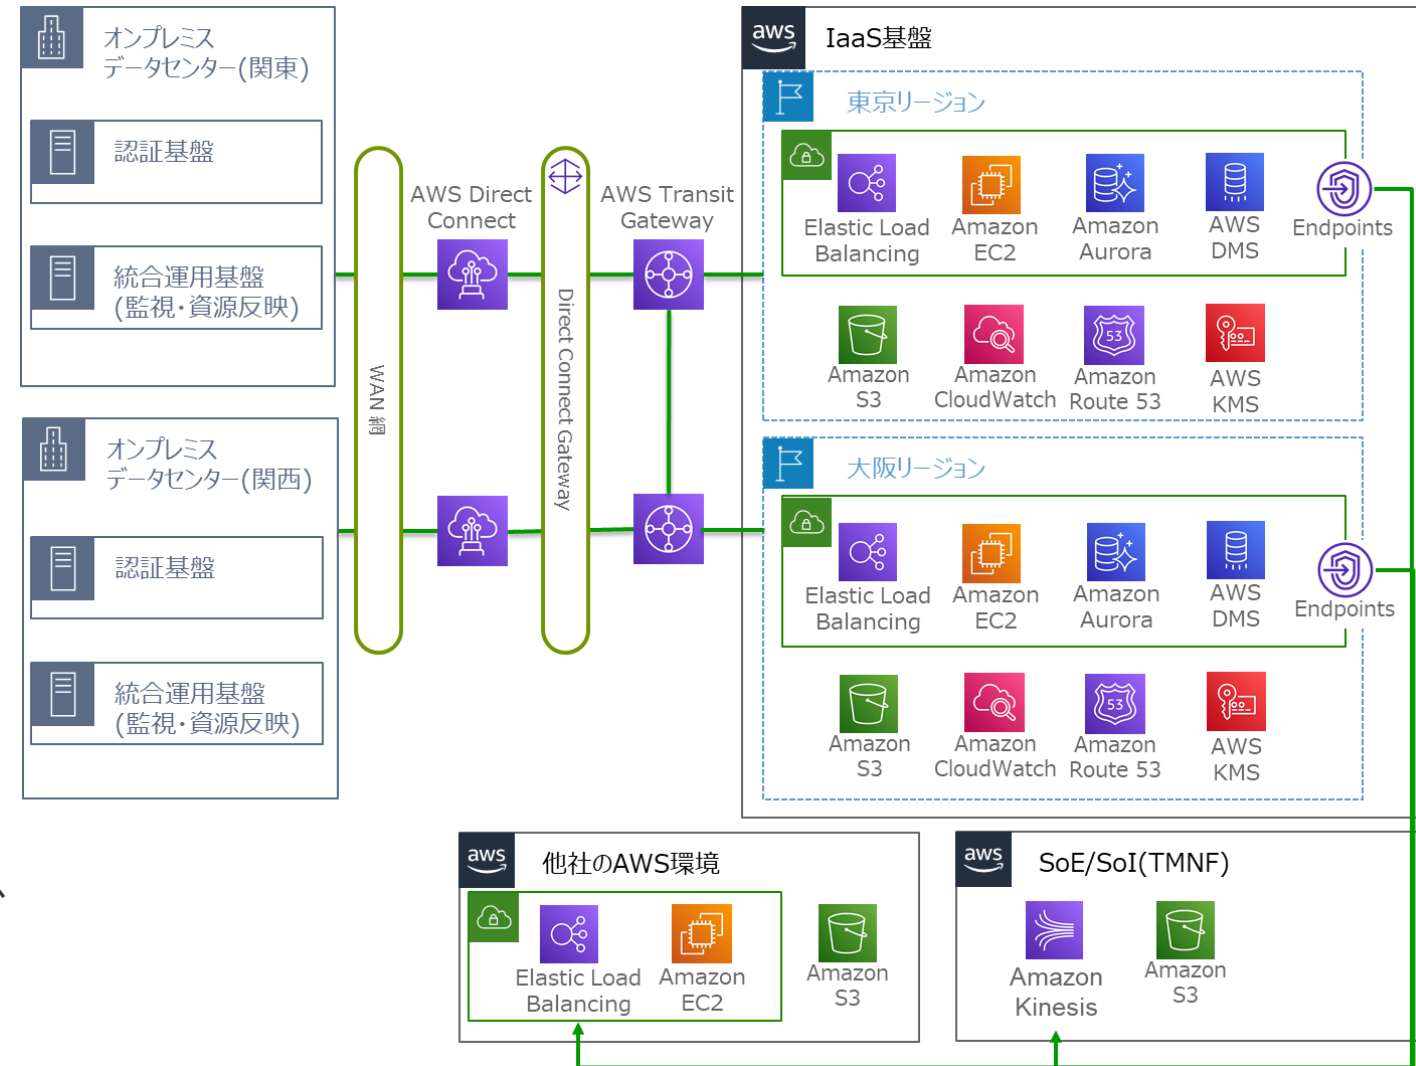 オンプレミス
データセンター(関東)
認証基盤
統合運用基盤
(監視・資源反映)
オンプレミス
データセンター(関西)
認証基盤
統合運用基盤
(監視・資源反映)
WAN 網
AWS Direct
Connect
Direct Connect Gateway
AWS Transit
Gateway
aws
IaaS基盤
東京リージョン
Elastic Load
Balancing
Amazon
EC2
Amazon
Aurora
AWS
DMS
Endpoints
Amazon
S3
Amazon
CloudWatch
53
Amazon
Route 53
AWS
KMS
大阪リージョン
Elastic Load
Balancing
Amazon
EC2
Amazon
Aurora
AWS
DMS
Endpoints
Amazon
S3
Amazon
CloudWatch
53
Amazon
Route 53
AWS
KMS
aws
他社のAWS環境
Elastic Load
Balancing
Amazon
EC2
Amazon
S3
aws
SoE/SoI(TMNF)
Amazon
Kinesis
Amazon
S3